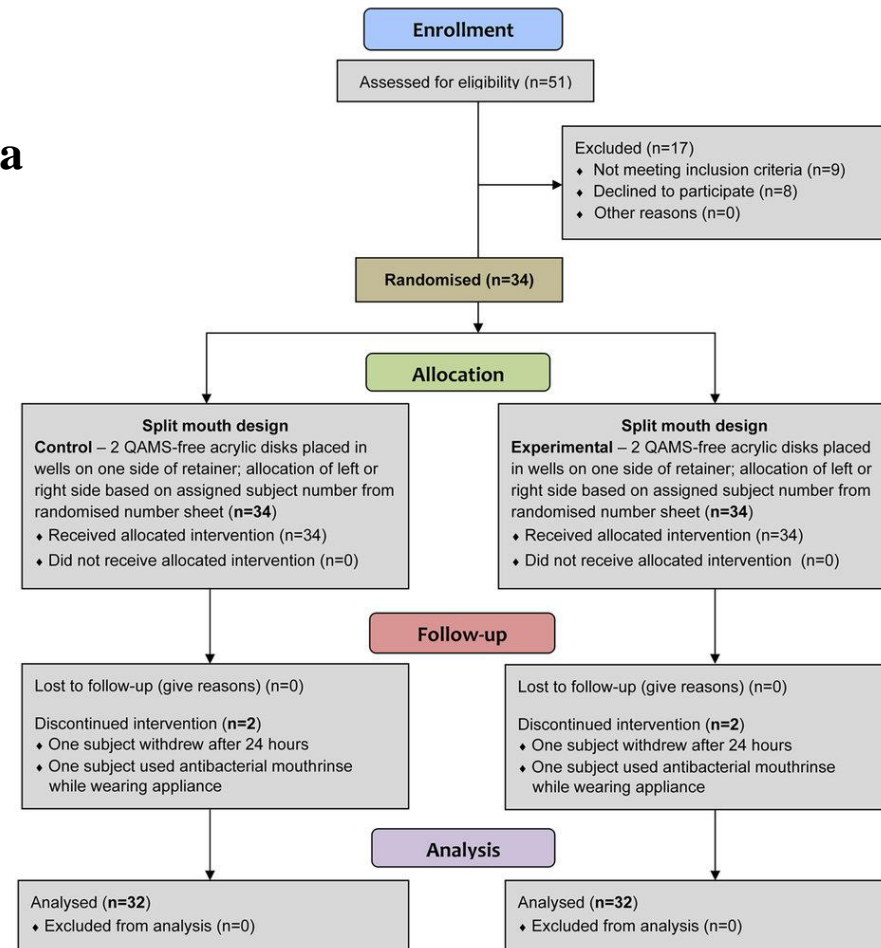 Enrollment
Assessed for eligibility (n=51)
a
Excluded (n=17)
♦ Not meeting inclusion criteria (n=9)
♦ Declined to participate (n=8)
♦ Other reasons (n=0)
Randomised (n=34)
Allocation
Split mouth design
Control – 2 QAMS-free acrylic disks placed in
wells on one side of retainer; allocation of left or
right side based on assigned subject number from
randomised number sheet (n=34)
♦ Received allocated intervention (n=34)
♦ Did not receive allocated intervention (n=0)
Split mouth design
Experimental – 2 QAMS-free acrylic disks placed
in wells on one side of retainer; allocation of left or
right side based on assigned subject number from
randomised number sheet (n=34)
♦ Received allocated intervention (n=34)
♦ Did not receive allocated intervention (n=0)
Follow-up
Lost to follow-up (give reasons) (n=0)
Discontinued intervention (n=2)
♦ One subject withdrew after 24 hours
♦ One subject used antibacterial mouthrinse
while wearing appliance
Lost to follow-up (give reasons) (n=0)
Discontinued intervention (n=2)
♦ One subject withdrew after 24 hours
♦ One subject used antibacterial mouthrinse
while wearing appliance
Analysis
Analysed (n=32)
♦ Excluded from analysis (n=0)
Analysed (n=32)
♦ Excluded from analysis (n=0)